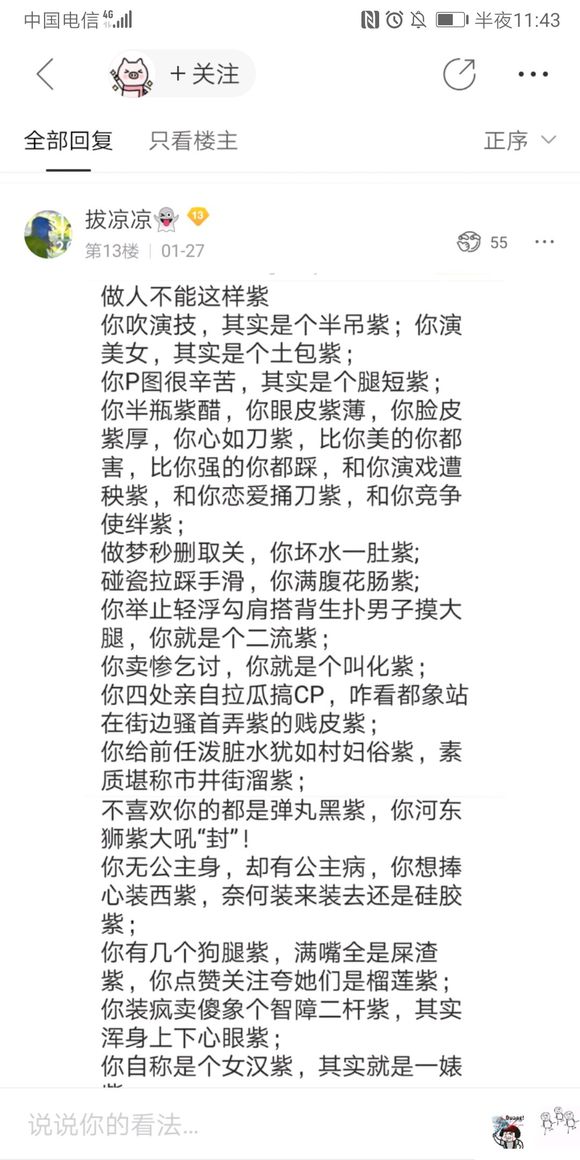 中国电信 4G 半夜11:43
+关注
全部回复 只看楼主 正序
拔凉凉 13
第13楼 01-27 55
做人不能这样紫
你吹演技，其实是个半吊紫；你演
美女，其实是个土包紫；
你P图很辛苦，其实是个腿短紫；
你半瓶紫醋，你眼皮紫薄，你脸皮
紫厚，你心如刀紫，比你美的你都
害，比你强的你都踩，和你演戏遭
秧紫，和你恋爱捅刀紫，和你竞争
使绊紫；
做梦秒删取关，你坏水一肚紫;
碰瓷拉踩手滑，你满腹花肠紫;
你举止轻浮勾肩搭背生扑男子摸大
腿，你就是个二流紫；
你卖惨乞讨，你就是个叫化紫；
你四处亲自拉瓜搞CP，咋看都象站
在街边骚首弄紫的贱皮紫；
你给前任泼脏水犹如村妇俗紫，素
质堪称市井街溜紫；
不喜欢你的都是弹丸黑紫，你河东
狮紫大吼“封”！
你无公主身，却有公主病，你想捧
心装西紫，奈何装来装去还是硅胶
紫；
你有几个狗腿紫，满嘴全是屎渣
紫，你点赞关注夸她们是榴莲紫；
你装疯卖傻象个智障二杆紫，其实
浑身上下心眼紫；
你自称是个女汉紫，其实就是一婊
说说你的看法...